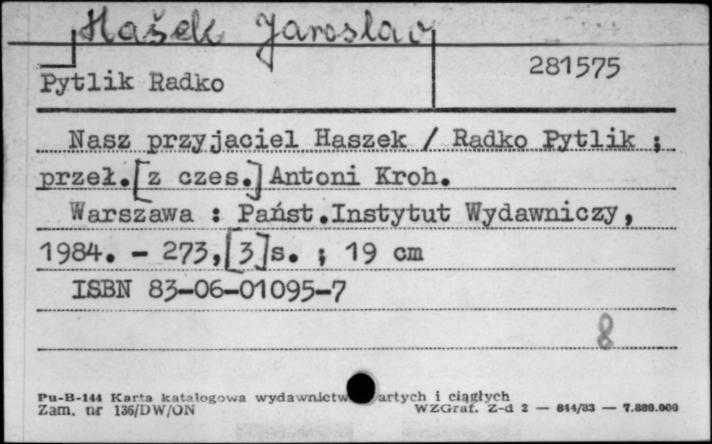 Hašek Jaroslav
Pytlik Radko
281575
Nasz przyjaciel Haszek / Radko Pytlik ;
przeł.[z czes.]Antoni Kroh.
Warszawa : Państ.Instytut Wydawniczy,
1984. - 273,[3]s. ; 19 cm
ISBN 83-06-01095-7
8
Pu-B-144 Karta katalogowa wydawnictw artych i ciągłych
Zam. nr 136/DW/ON
WZGraf. Z-d 2 — 844/83 — 7.880.000